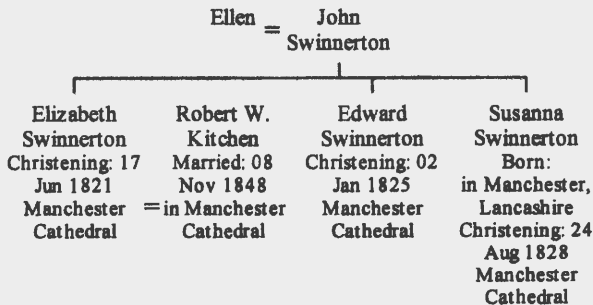 Ellen = John
Swinnerton
Elizabeth
Swinnerton
Christening: 17
Jun 1821
Manchester
Cathedral
=
Robert W.
Kitchen
Married: 08
Nov 1848
in Manchester
Cathedral
Edward
Swinnerton
Christening: 02
Jan 1825
Manchester
Cathedral
Susanna
Swinnerton
Born:
in Manchester,
Lancashire
Christening: 24
Aug 1828
Manchester
Cathedral